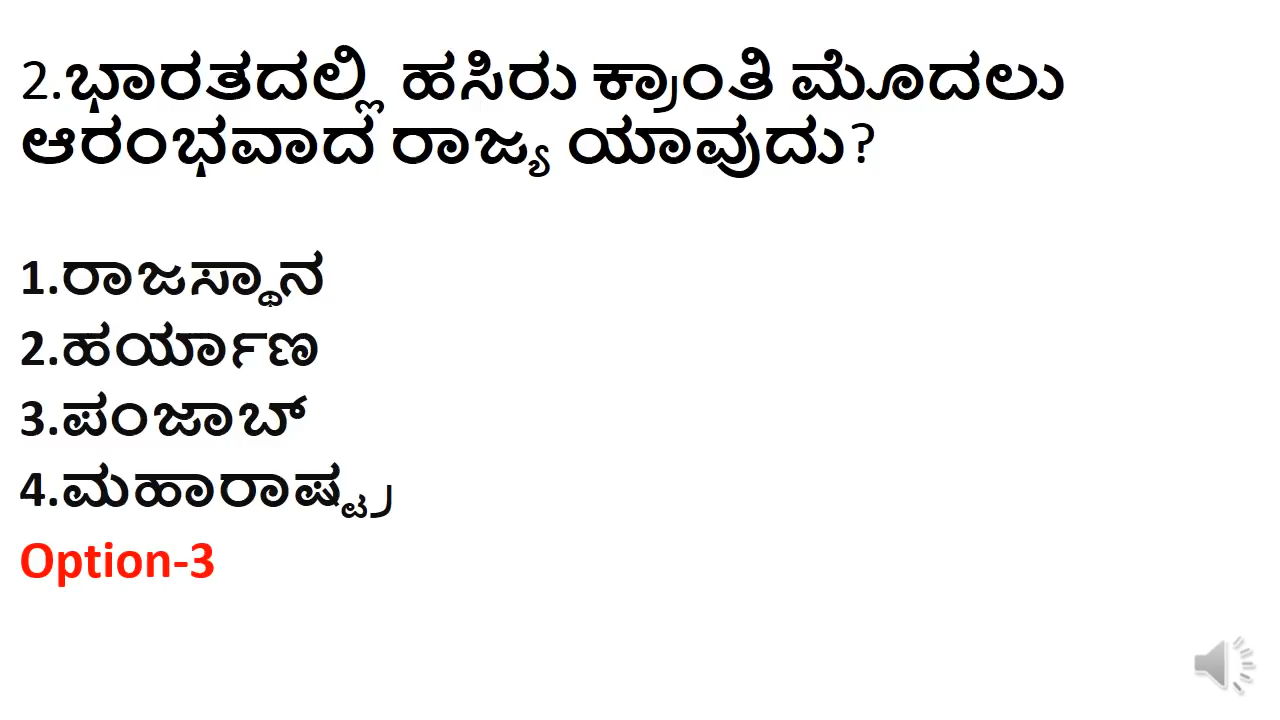 2.ಭಾರತದಲ್ಲಿ ಹಸಿರು ಕ್ರಾಂತಿ ಮೊದಲು
ಆರಂಭವಾದ ರಾಜ್ಯ ಯಾವುದು?
1.ರಾಜಸ್ಥಾನ
2.ಹರ್ಯಾಣ
3.ಪಂಜಾಬ್
4.ಮಹಾರಾಷ್ಟ್ರ
Option-3